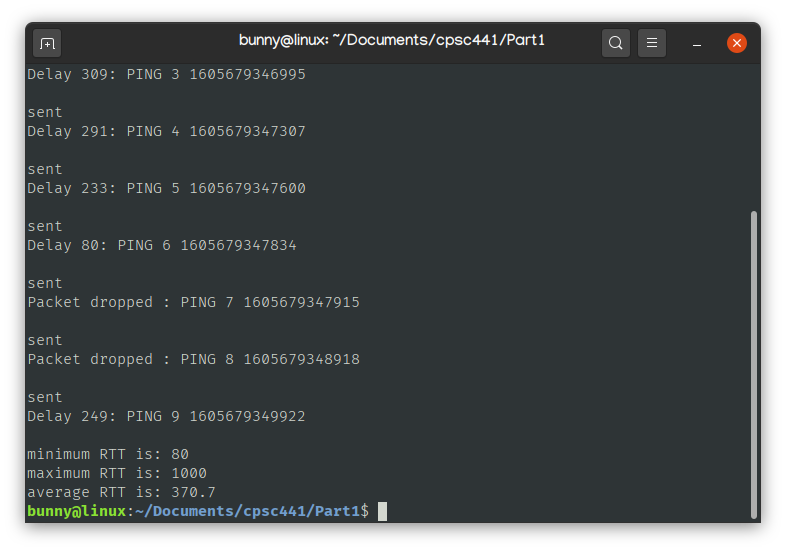 bunny@linux: ~/Documents/cpsc441/Part1
Delay 309: PING 3 1605679346995
sent
Delay 291: PING 4 1605679347307
sent
Delay 233: PING 5 1605679347600
sent
Delay 80: PING 6 1605679347834
sent
Packet dropped : PING 7 1605679347915
sent
Packet dropped : PING 8 1605679348918
sent
Delay 249: PING 9 1605679349922
minimum RTT is: 80
maximum RTT is: 1000
average RTT is: 370.7
bunny@linux:~/Documents/cpsc441/Part1$